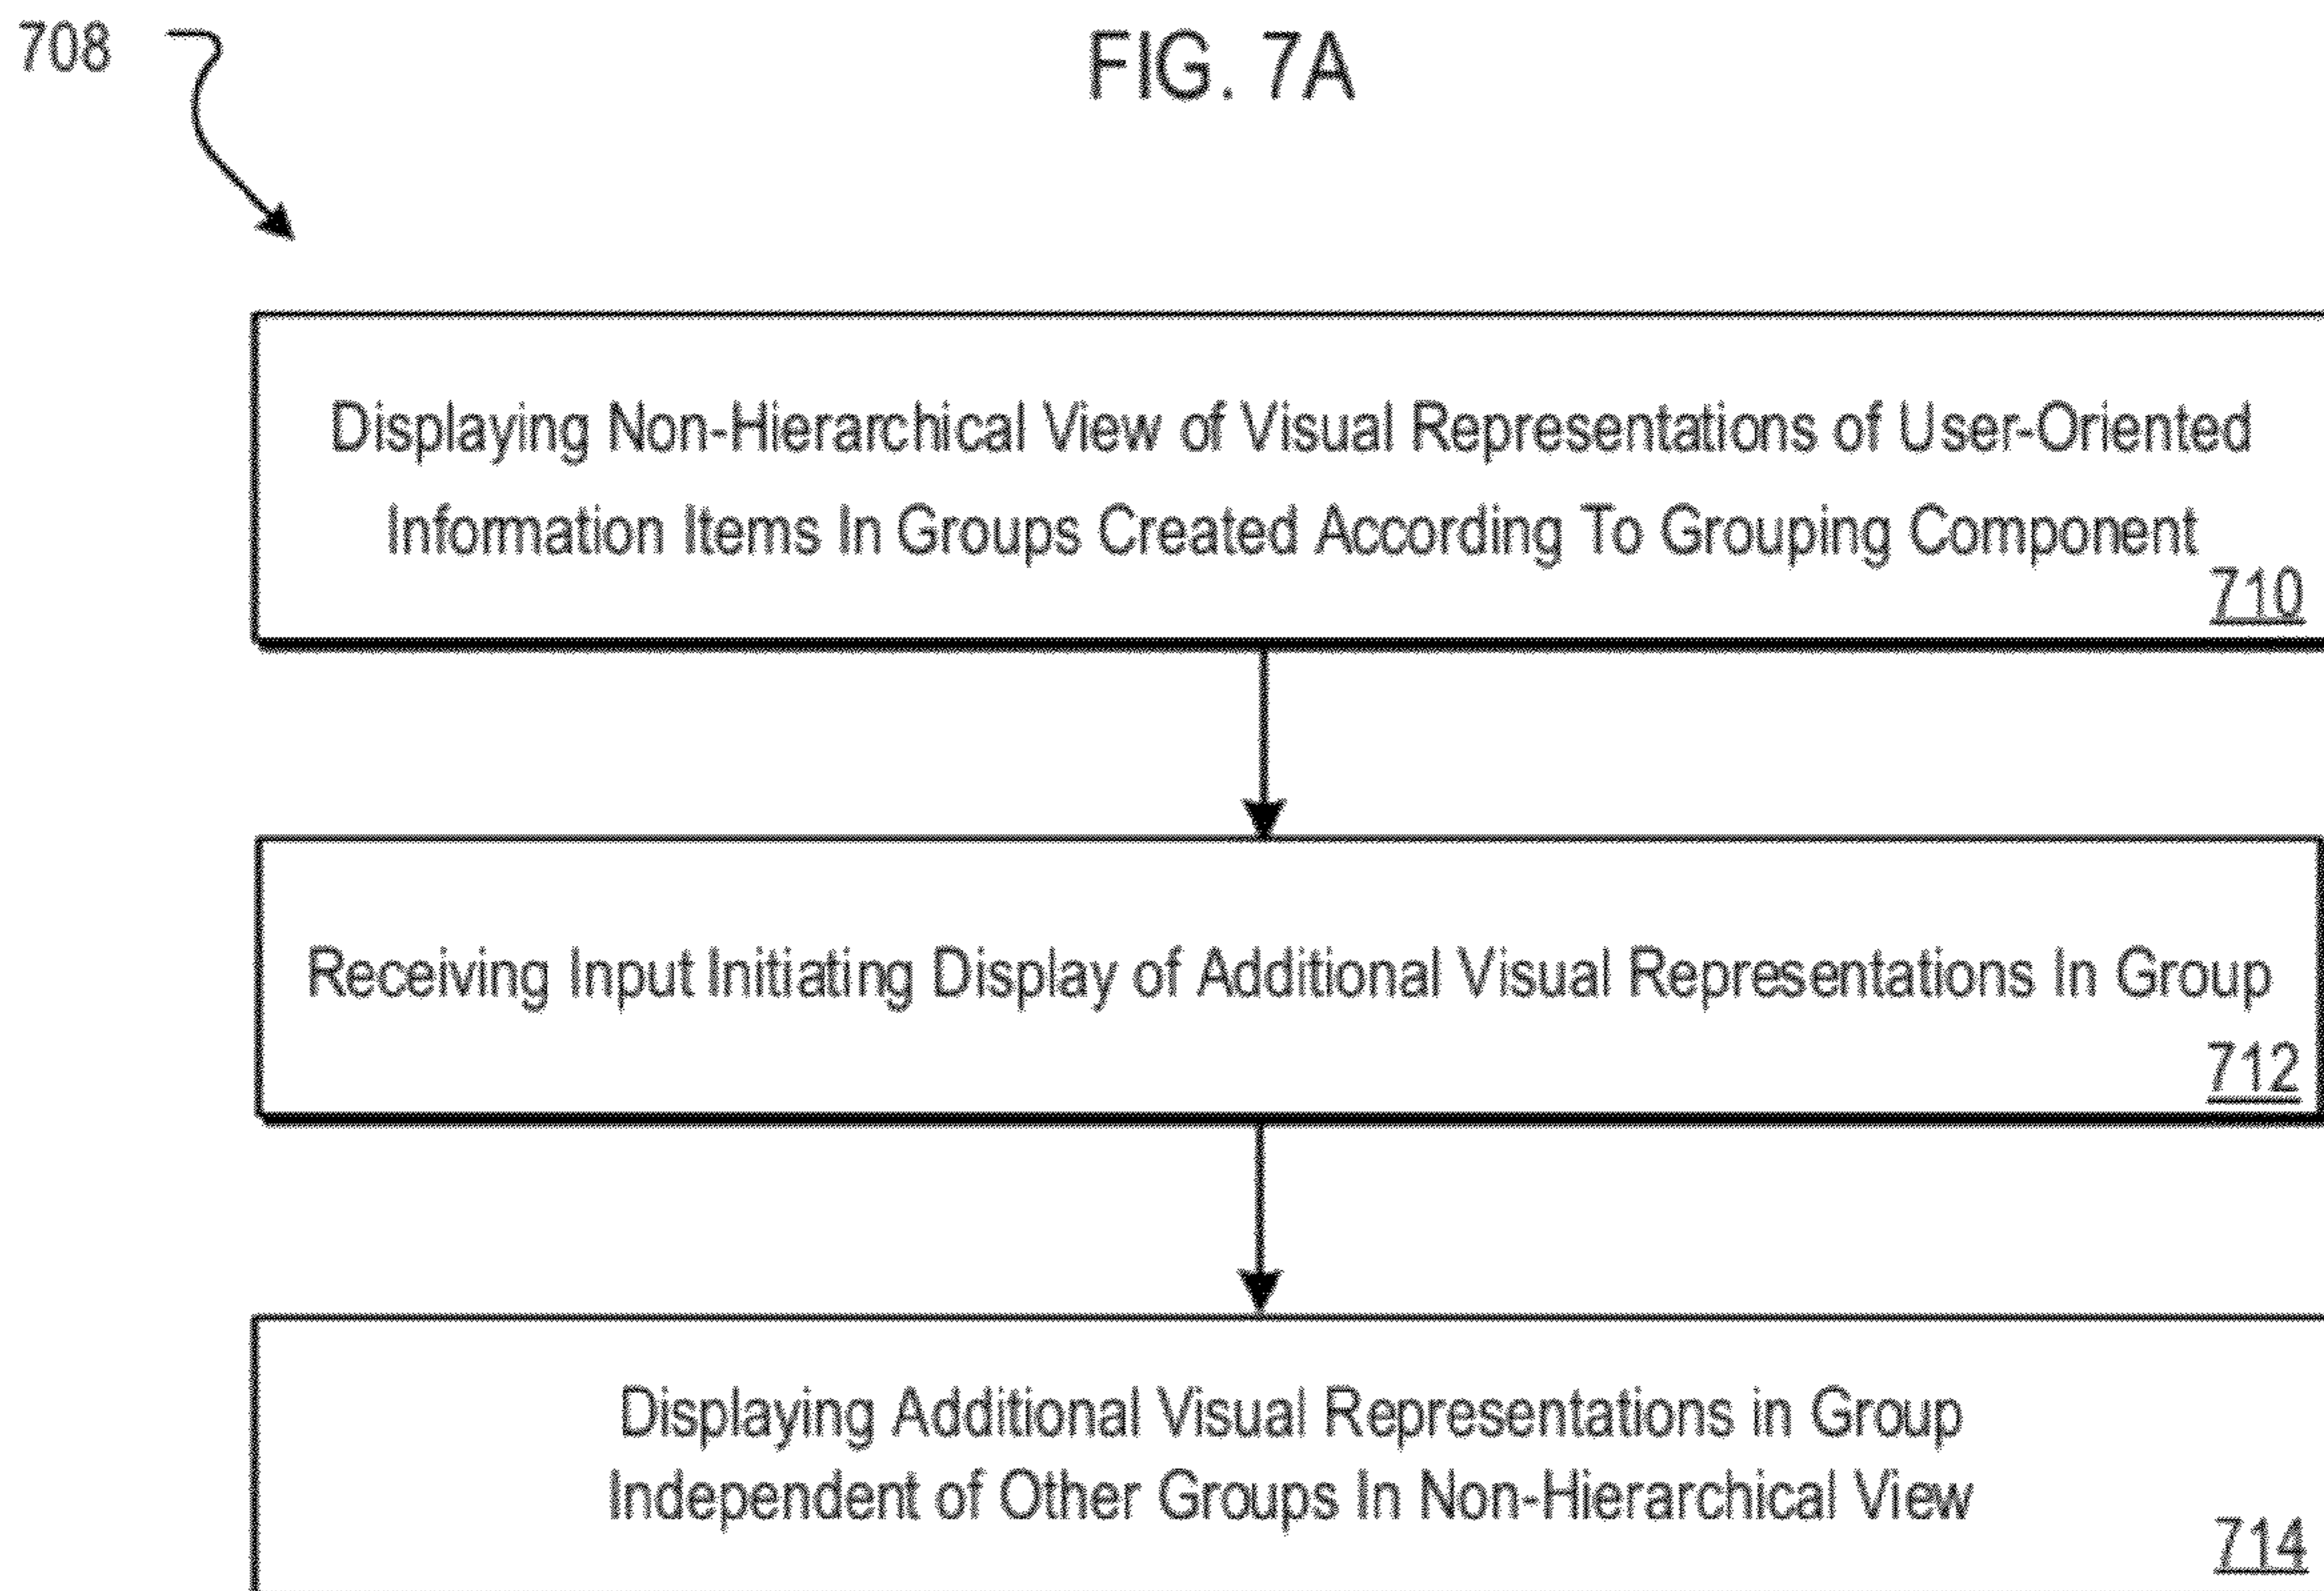 708
FIG. 7A
Displaying Non-Hierarchical View of Visual Representations of User-Oriented
Information Items In Groups Created According To Grouping Component
710
Receiving Input Initiating Display of Additional Visual Representations In Group
712
Displaying Additional Visual Representations in Group
Independent of Other Groups In Non-Hierarchical View
714